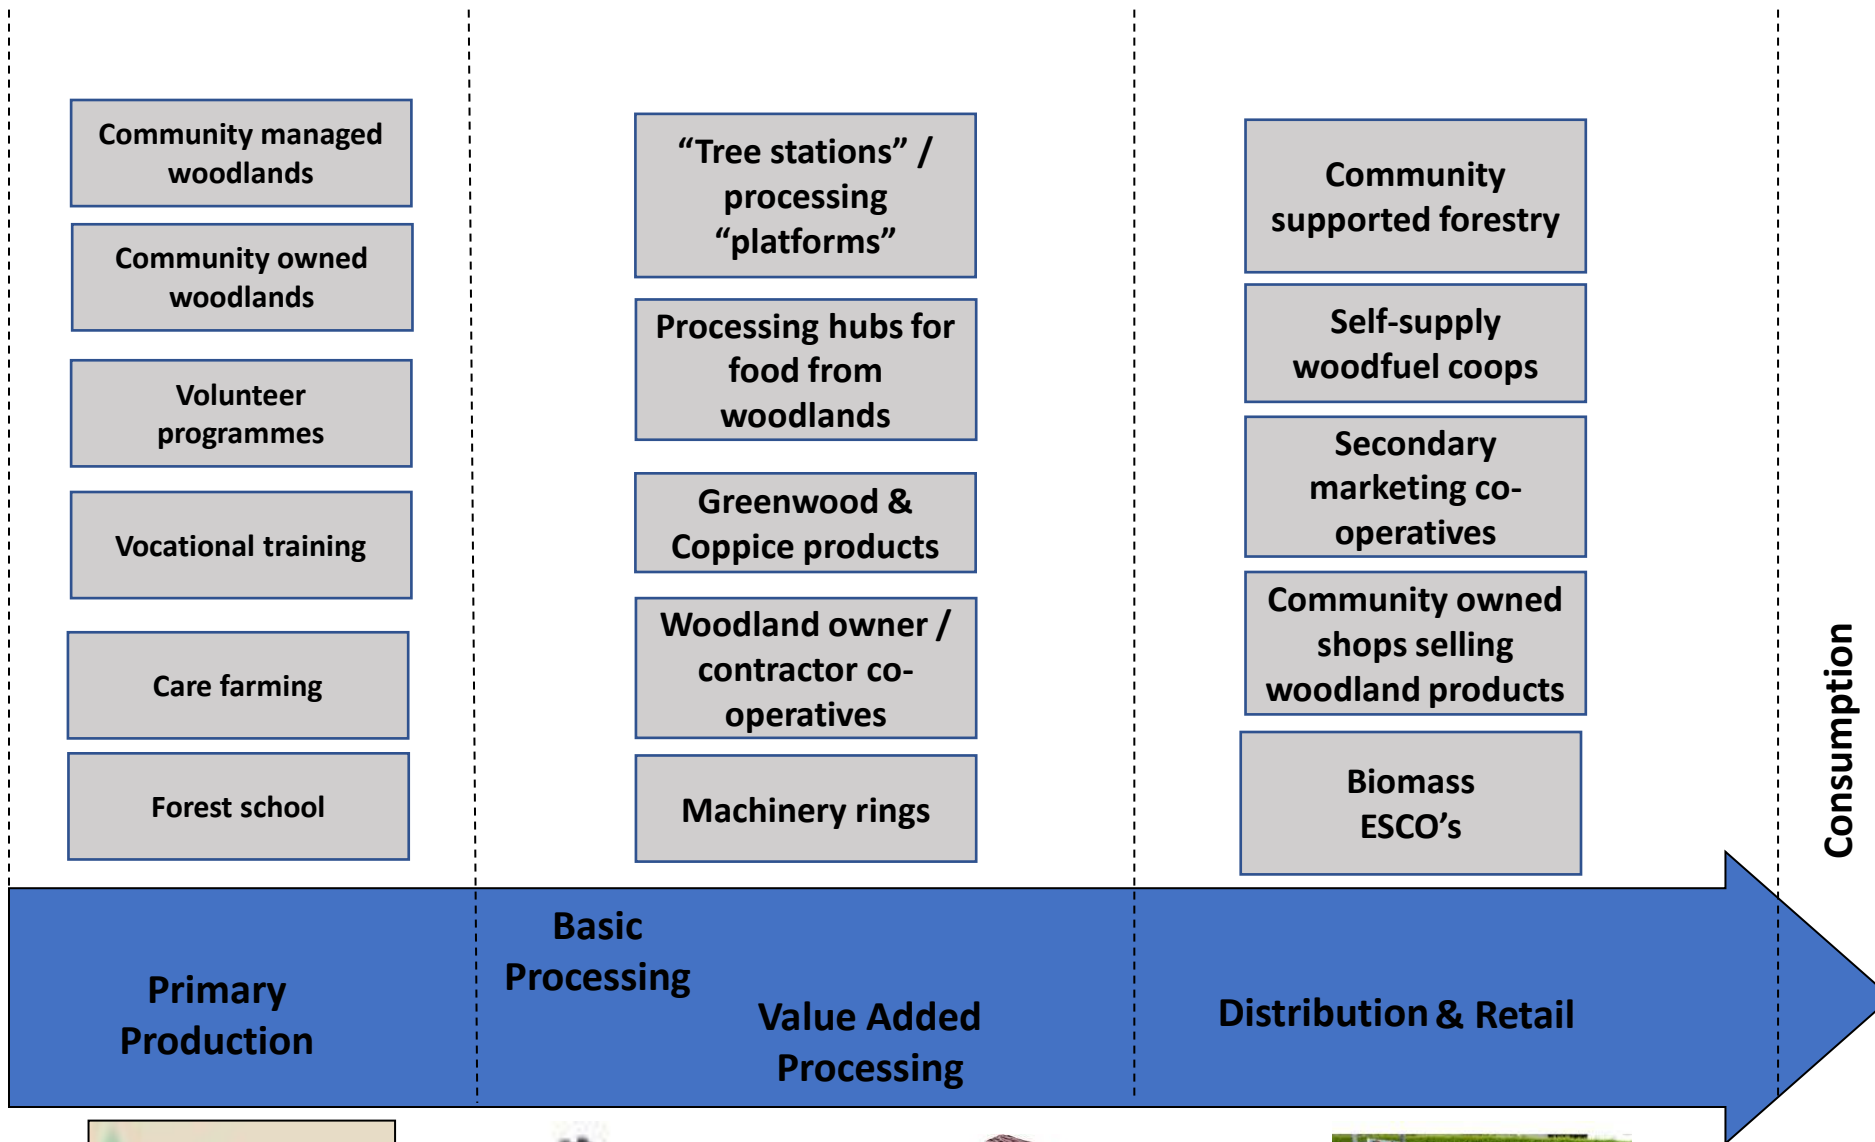 Community managed
woodlands
Community owned
woodlands
Volunteer
programmes
Vocational training
Care farming
Forest school
“Tree stations” /
processing
“platforms”
Processing hubs for
food from
woodlands
Greenwood &
Coppice products
Woodland owner /
contractor co-
operatives
Machinery rings
Community
supported forestry
Self-supply
woodfuel coops
Secondary
marketing co-
operatives
Community owned
shops selling
woodland products
Biomass
ESCO’s
Consumption
Primary
Production
Basic
Processing
Value Added
Processing
Distribution & Retail